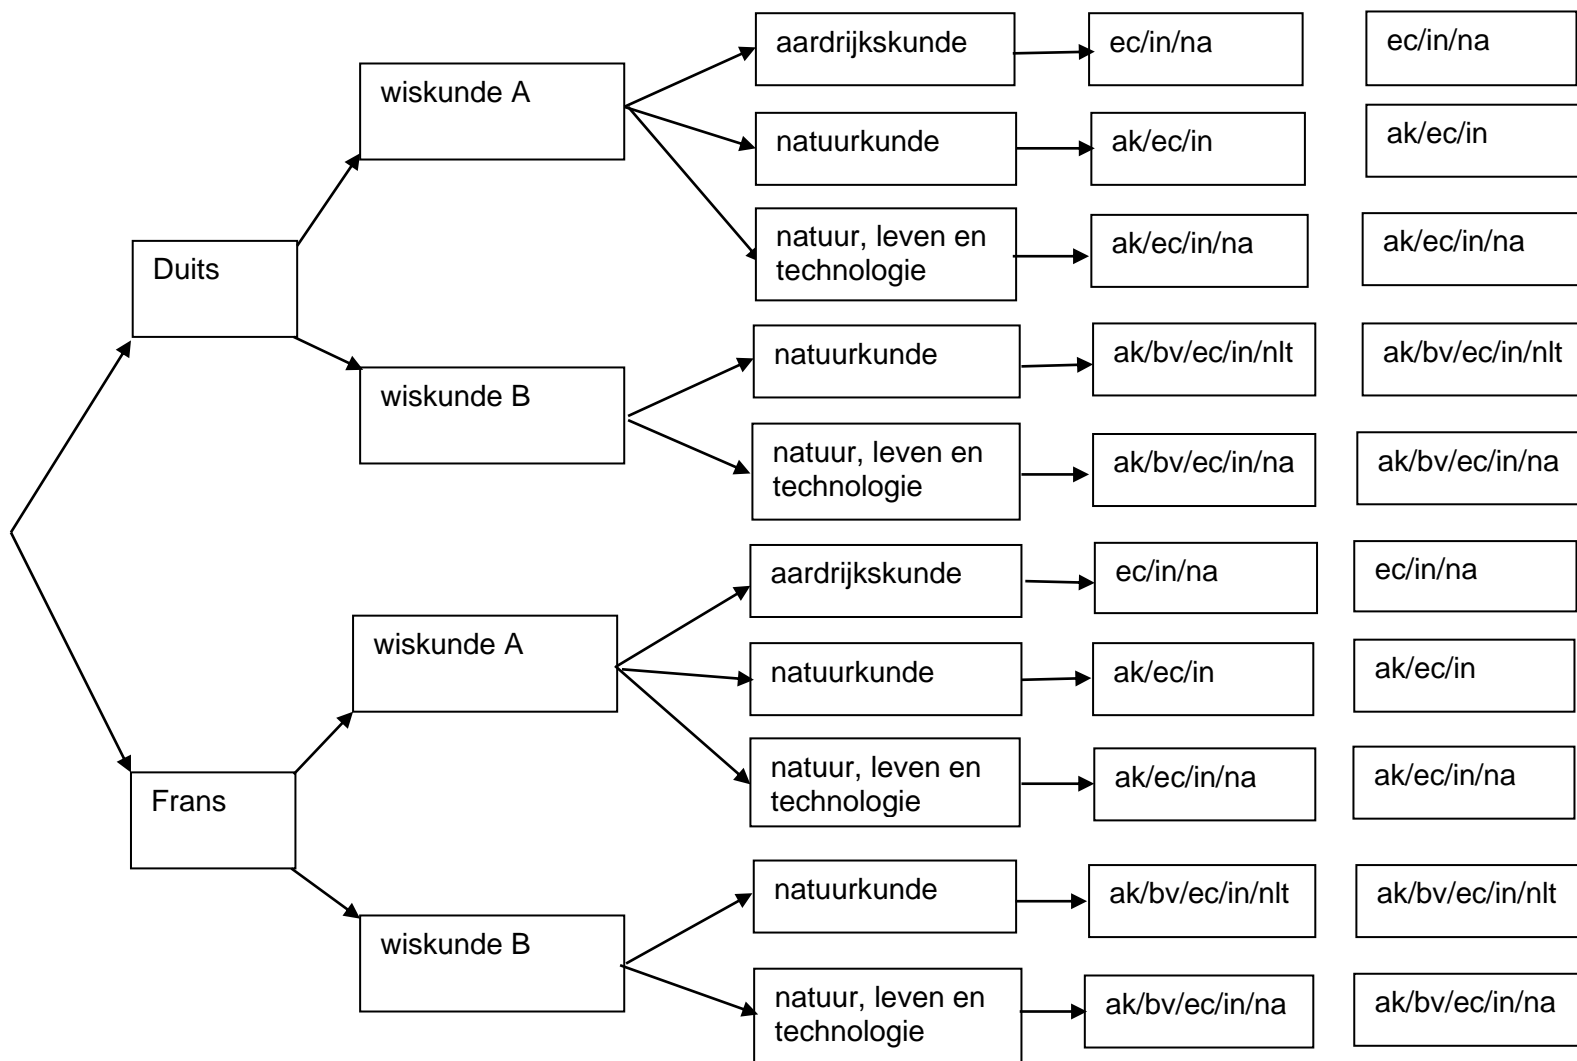 aardrijkskunde ec/in/na ec/in/na
wiskunde A
natuurkunde ak/ec/in ak/ec/in
natuur, leven en
technologie ak/ec/in/na ak/ec/in/na
Duits
natuurkunde ak/bv/ec/in/nlt ak/bv/ec/in/nlt
wiskunde B
natuur, leven en
technologie ak/bv/ec/in/na ak/bv/ec/in/na
aardrijkskunde ec/in/na ec/in/na
wiskunde A
natuurkunde ak/ec/in ak/ec/in
natuur, leven en
technologie ak/ec/in/na ak/ec/in/na
Frans
natuurkunde ak/bv/ec/in/nlt ak/bv/ec/in/nlt
wiskunde B
natuur, leven en
technologie ak/bv/ec/in/na ak/bv/ec/in/na